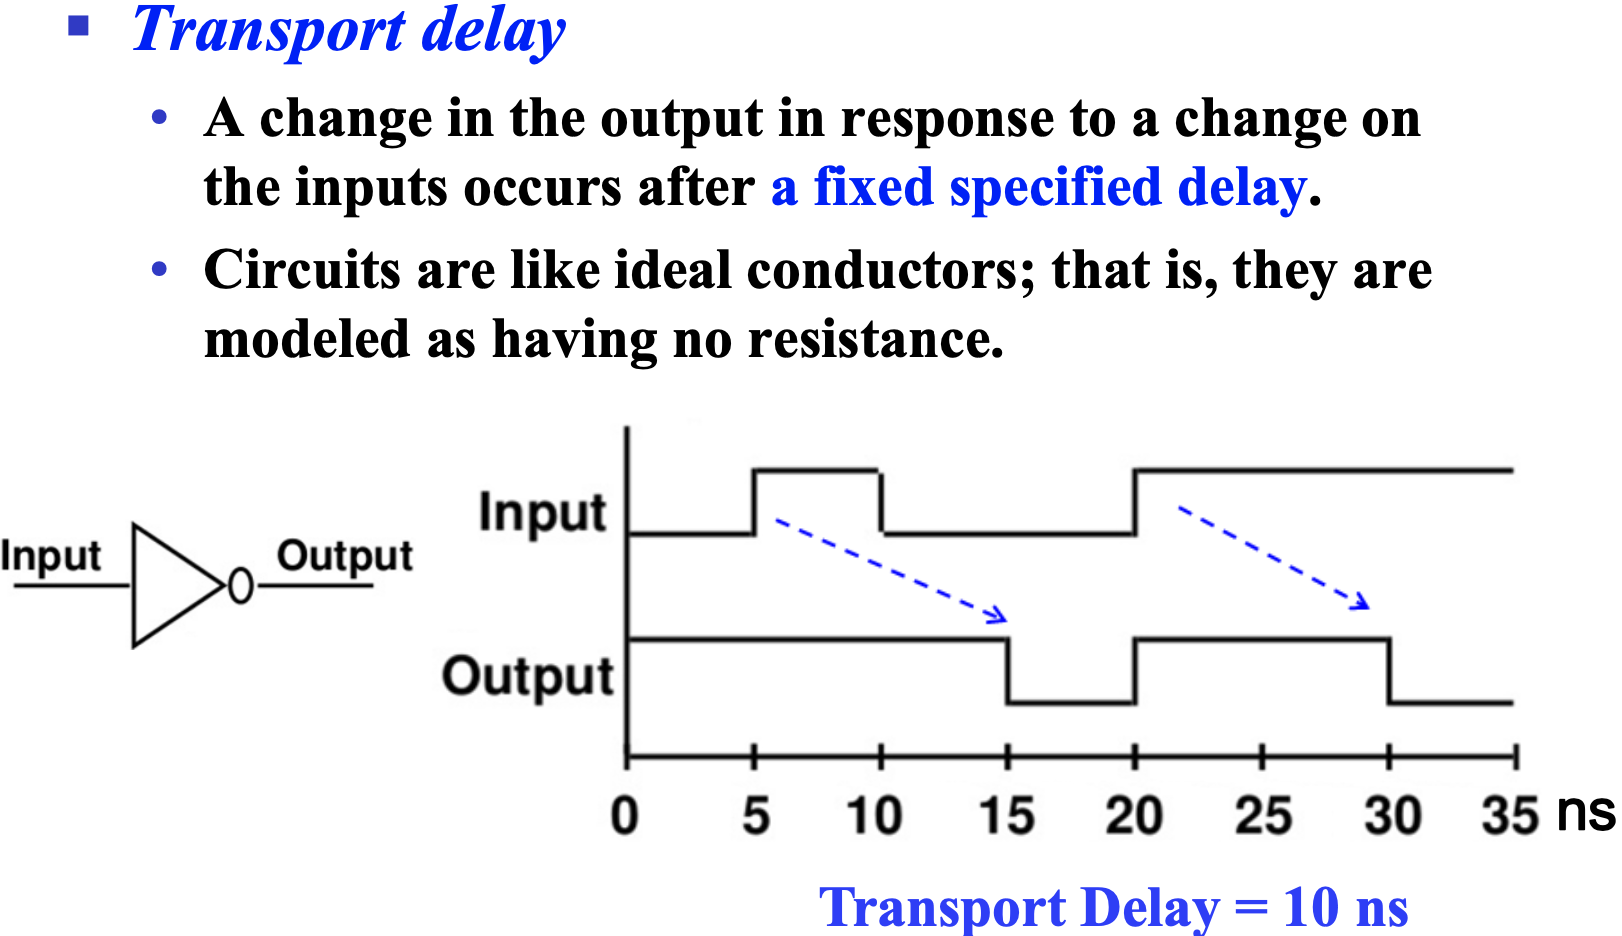 Transport delay
A change in the output in response to a change on
the inputs occurs after a fixed specified delay.
Circuits are like ideal conductors; that is, they are
modeled as having no resistance.
Input
Output
Input
Output
0 5 10 15 20 25 30 35 ns
Transport Delay = 10 ns